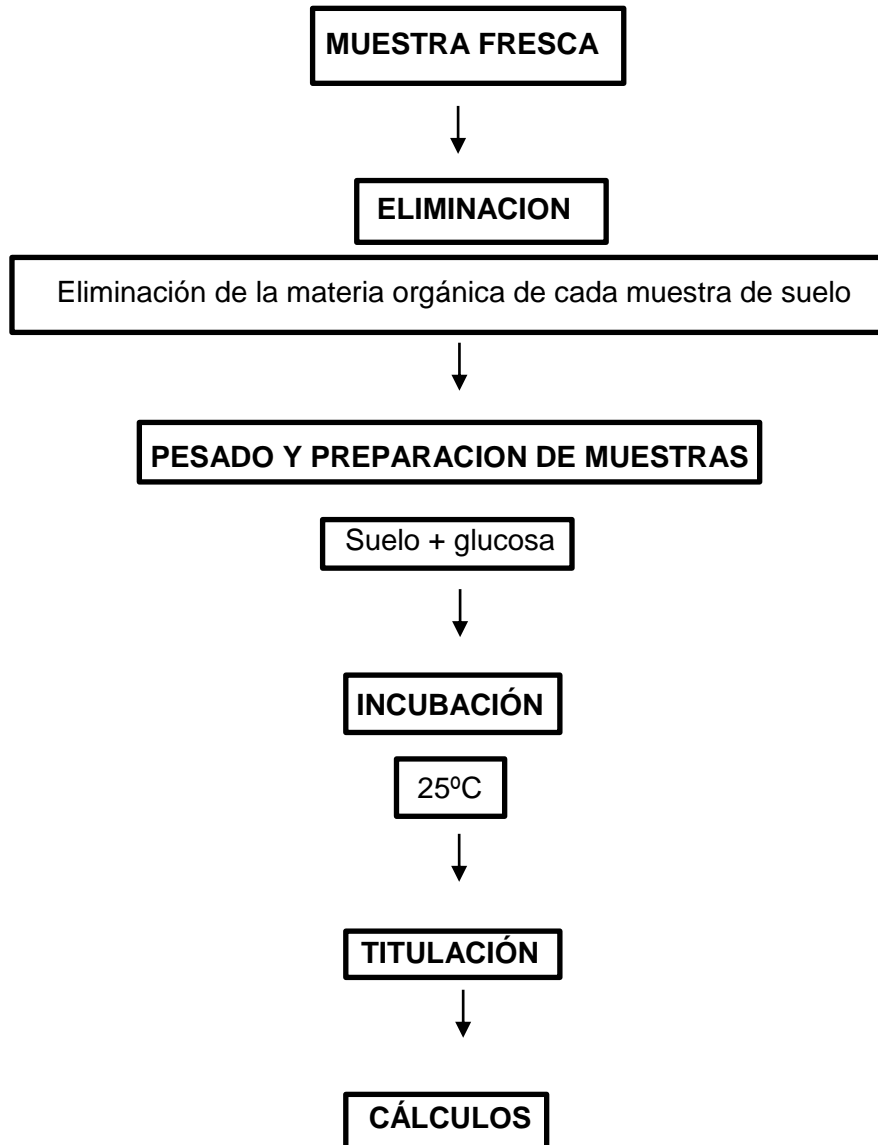 MUESTRA FRESCA
ELIMINACION
Eliminación de la materia orgánica de cada muestra de suelo
PESADO Y PREPARACION DE MUESTRAS
Suelo + glucosa
INCUBACIÓN
25ºC
TITULACIÓN
CÁLCULOS